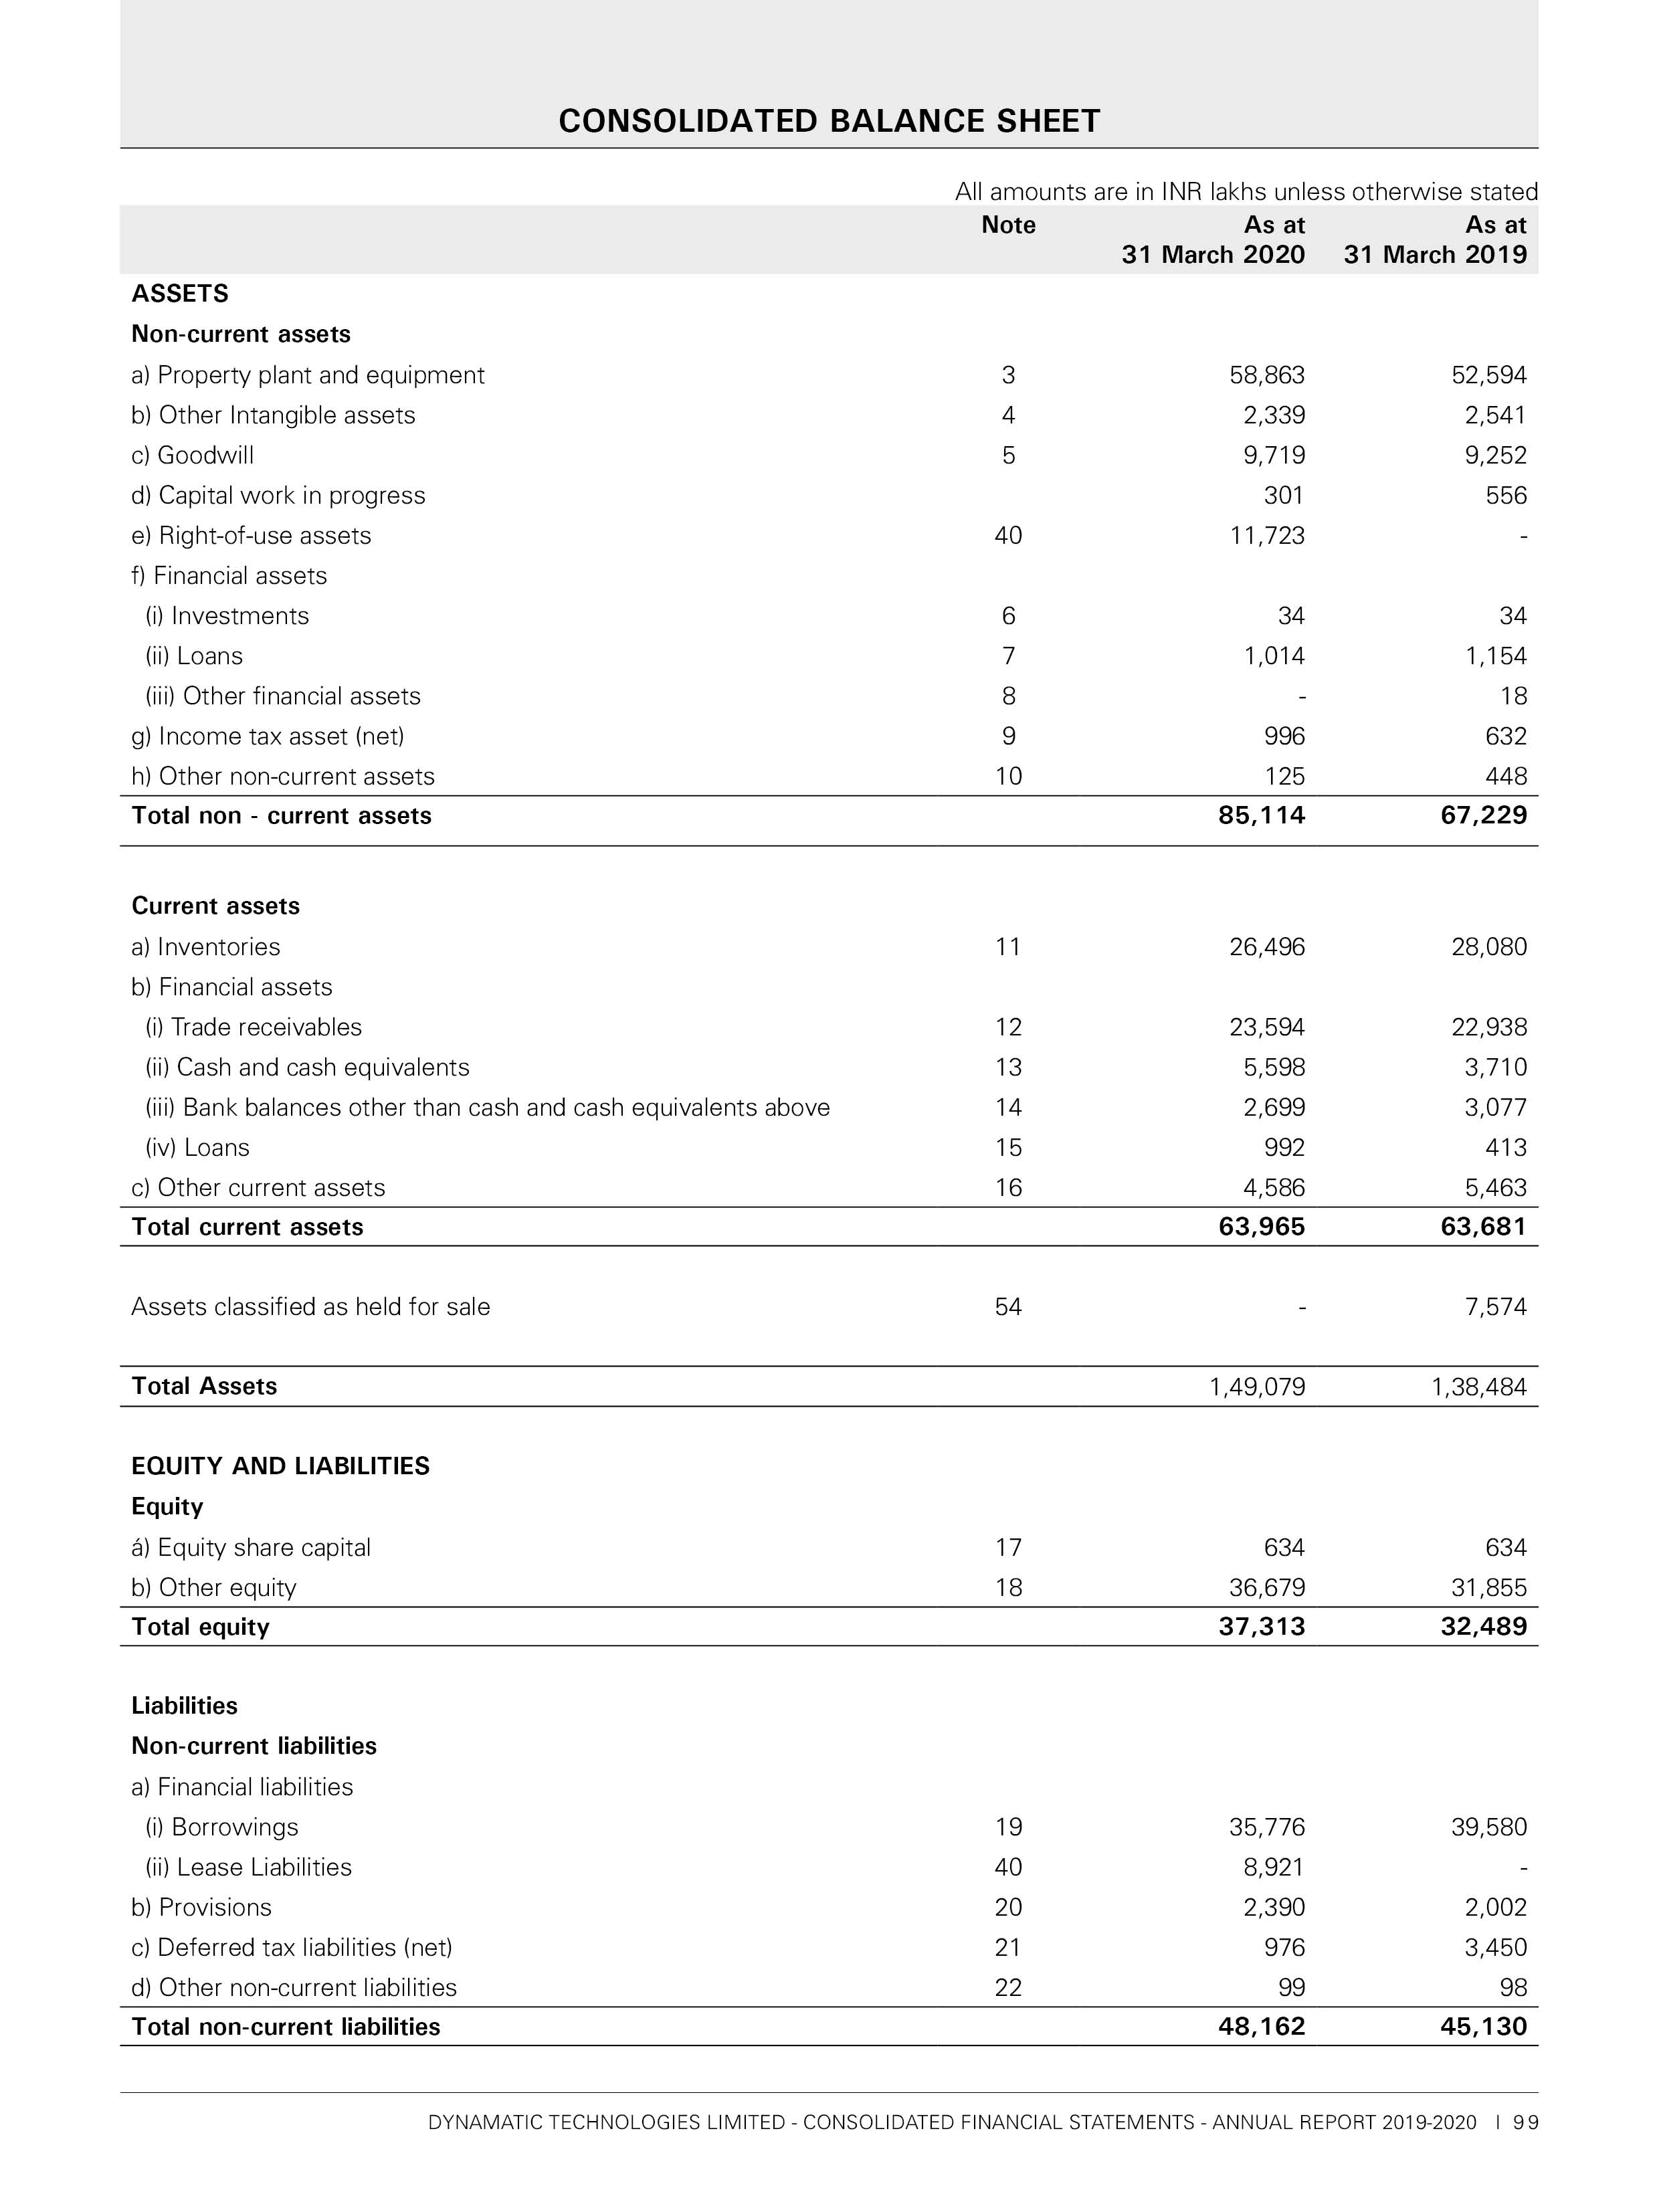 CONSOLIDATED BALANCE SHEET
All amounts are in INR lakhs unless otherwise stated
Note As at As at
31 March 2020 31 March 2019
ASSETS
Non-current assets
a) Property plant and equipment 3 58,863 52,594
b) Other Intangible assets 4 2,339 2,541
c) Goodwill 5 9,719 9,252
d) Capital work in progress 301 556
e) Right-of-use assets 40 11,723 -
f) Financial assets
(i) Investments 6 34 34
(ii) Loans 7 1,014 1,154
(iii) Other financial assets 8 - 18
g) Income tax asset (net) 9 996 632
h) Other non-current assets 10 125 448
Total non - current assets 85,114 67,229
Current assets
a) Inventories 11 26,496 28,080
b) Financial assets
(i) Trade receivables 12 23,594 22,938
(ii) Cash and cash equivalents 13 5,598 3,710
(iii) Bank balances other than cash and cash equivalents above 14 2,699 3,077
(iv) Loans 15 992 413
c) Other current assets 16 4,586 5,463
Total current assets 63,965 63,681
Assets classified as held for sale 54 - 7,574
Total Assets 1,49,079 1,38,484
EQUITY AND LIABILITIES
Equity
á) Equity share capital 17 634 634
b) Other equity 18 36,679 31,855
Total equity 37,313 32,489
Liabilities
Non-current liabilities
a) Financial liabilities
(i) Borrowings 19 35,776 39,580
(ii) Lease Liabilities 40 8,921 -
b) Provisions 20 2,390 2,002
c) Deferred tax liabilities (net) 21 976 3,450
d) Other non-current liabilities 22 99 98
Total non-current liabilities 48,162 45,130
DYNAMATIC TECHNOLOGIES LIMITED - CONSOLIDATED FINANCIAL STATEMENTS - ANNUAL REPORT 2019-2020 | 99